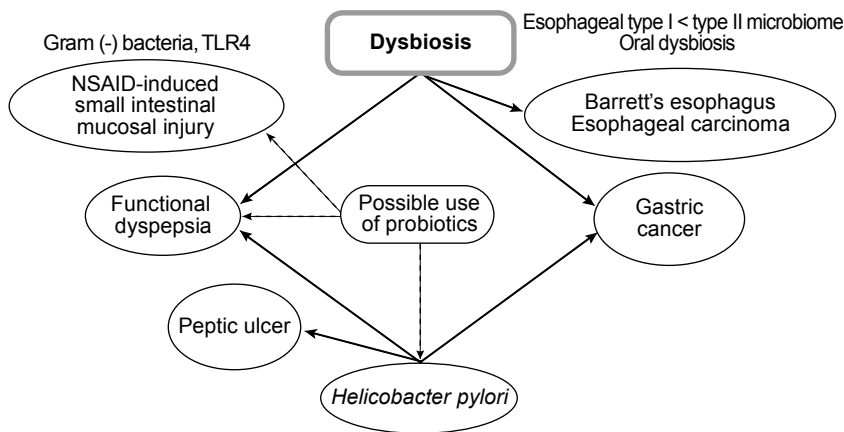 Gram (-) bacteria, TLR4
NSAID-induced
small intestinal
mucosal injury
Dysbiosis
Esophageal type I < type II microbiome
Oral dysbiosis
Barrett's esophagus
Esophageal carcinoma
Functional
dyspepsia
Possible use
of probiotics
Gastric
cancer
Peptic ulcer
Helicobacter pylori